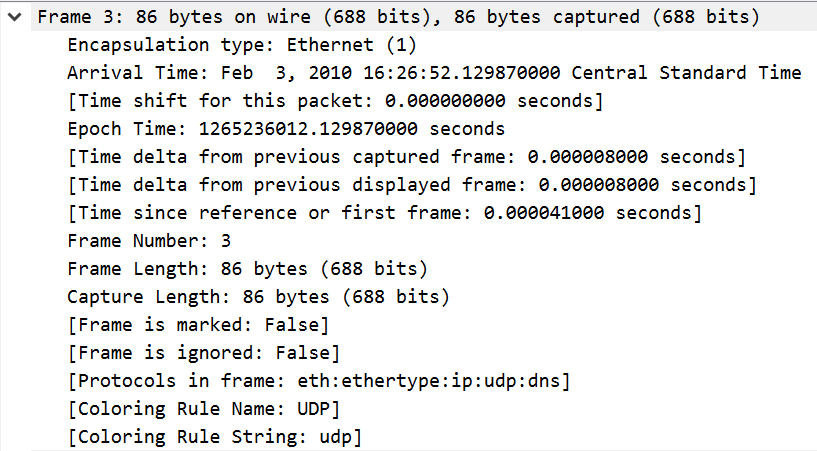 Frame 3: 86 bytes on wire (688 bits), 86 bytes captured (688 bits)
Encapsulation type: Ethernet (1)
Arrival Time: Feb  3, 2010 16:26:52.129870000 Central Standard Time
[Time shift for this packet: 0.000000000 seconds]
Epoch Time: 1265236012.129870000 seconds
[Time delta from previous captured frame: 0.000008000 seconds]
[Time delta from previous displayed frame: 0.000008000 seconds]
[Time since reference or first frame: 0.000041000 seconds]
Frame Number: 3
Frame Length: 86 bytes (688 bits)
Capture Length: 86 bytes (688 bits)
[Frame is marked: False]
[Frame is ignored: False]
[Protocols in frame: eth:ethertype:ip:udp:dns]
[Coloring Rule Name: UDP]
[Coloring Rule String: udp]